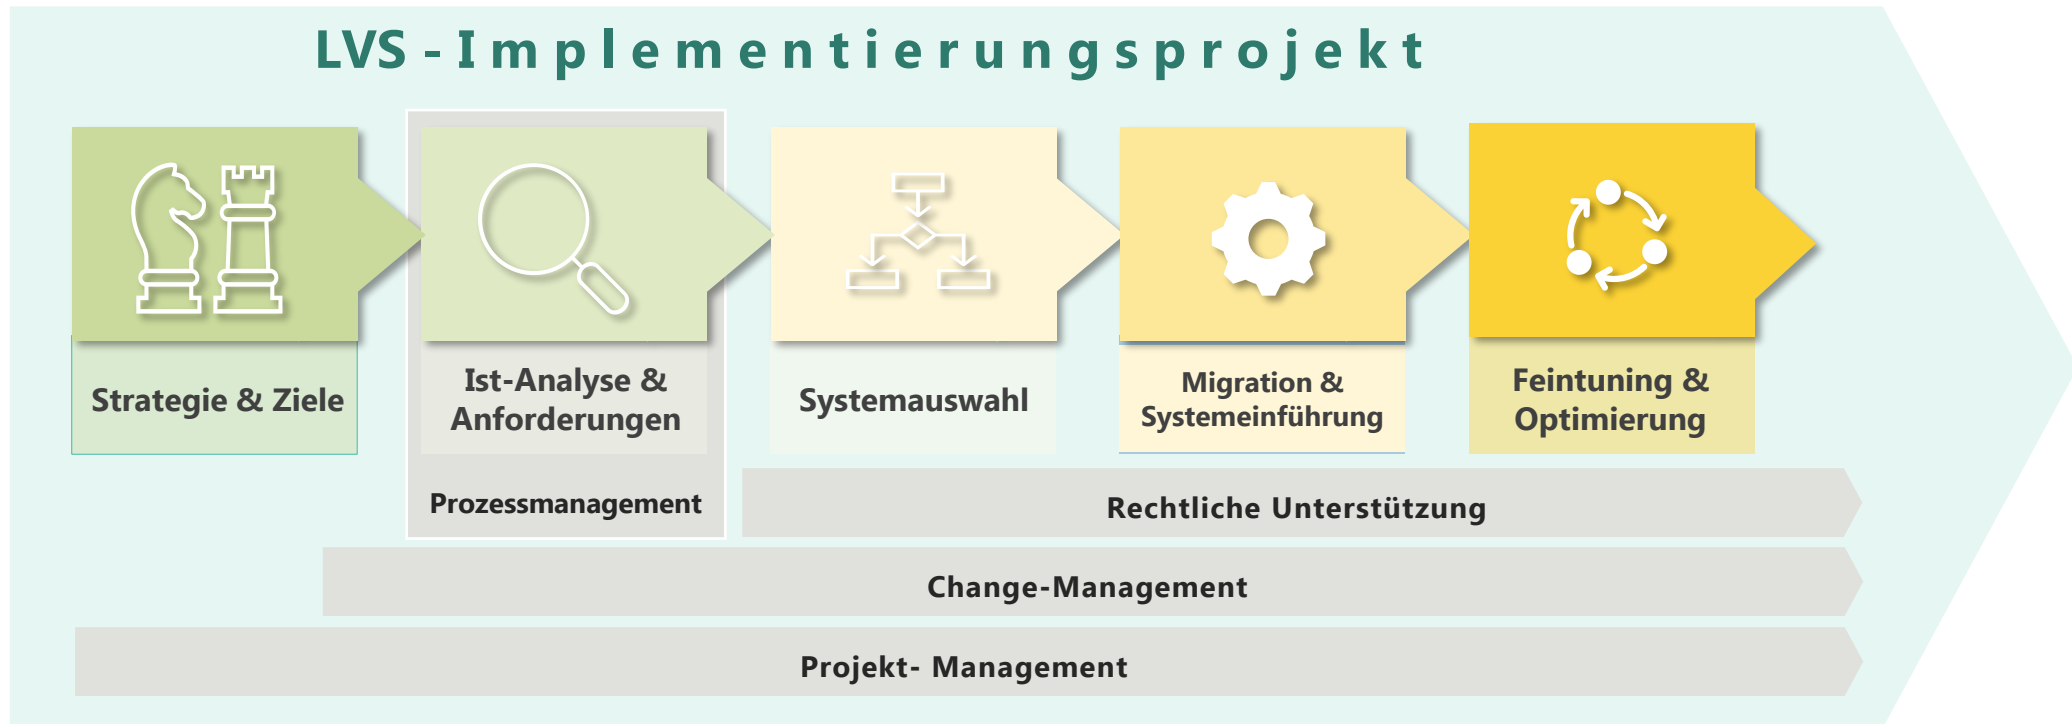 LVS - Implementierungsprojekt
Strategie & Ziele
Ist-Analyse &
Anforderungen
Systemauswahl
Migration &
Systemeinführung
Feintuning &
Optimierung
Prozessmanagement
Rechtliche Unterstützung
Change-Management
Projekt- Management